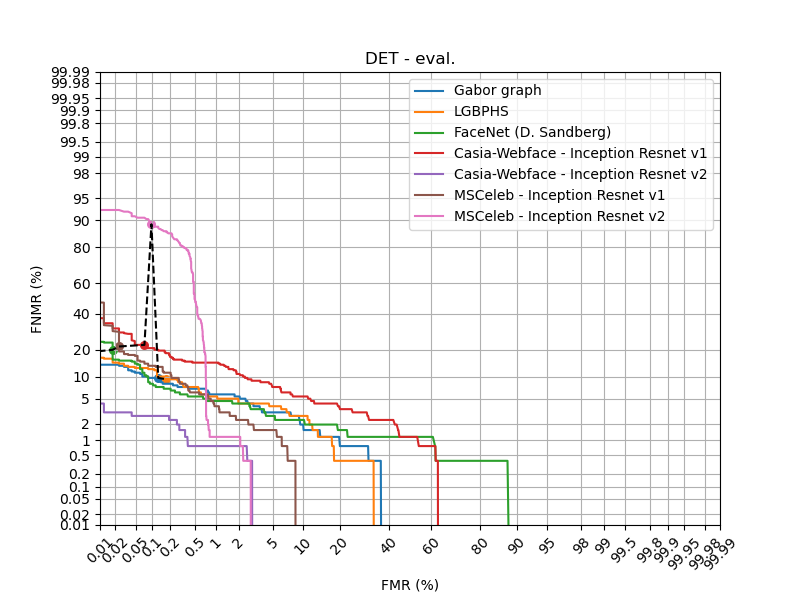 DET - eval.
99.99
99.98
99.95
99.9
99.8
99.5
99
98
95
90
80
60
40
20
10
5
2
1
0.5
0.2
0.1
0.05
0.02
0.01
FNMR (%)
Gabor graph
LGBPHS
FaceNet (D. Sandberg)
Casia-Webface - Inception Resnet v1
Casia-Webface - Inception Resnet v2
MSCeleb - Inception Resnet v1
MSCeleb - Inception Resnet v2
0.01 0.02 0.05 0.1 0.2 0.5 1 2 5 10 20 40 60 80 90 95 98 99 99.5 99.8 99.9 99.95 99.98 99.99
FMR (%)